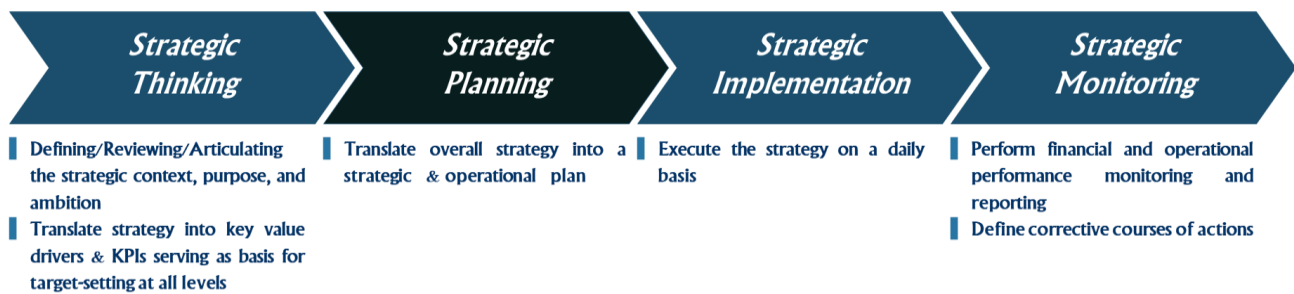 Strategic
Thinking
Strategic
Planning
Strategic
Implementation
Strategic
Monitoring
Defining/Reviewing/Articulating
the strategic context, purpose, and
ambition
Translate strategy into key value
drivers & KPIs serving as basis for
target-setting at all levels
Translate overall strategy into a
strategic & operational plan
Execute the strategy on a daily
basis
Perform financial and operational
performance monitoring and
reporting
Define corrective courses of actions